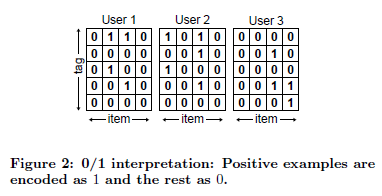 User 1 User 2 User 3
0 1 1 0 1 0 1 0 0 0 0 0
0 0 0 0 0 0 1 0 0 0 1 0
0 1 0 0 1 0 0 0 0 0 0 0
0 0 1 0 0 0 1 0 0 0 1 1
0 0 0 0 0 0 0 0 0 0 0 1
tag
item item item
Figure 2: 0/1 interpretation: Positive examples are
encoded as 1 and the rest as 0.